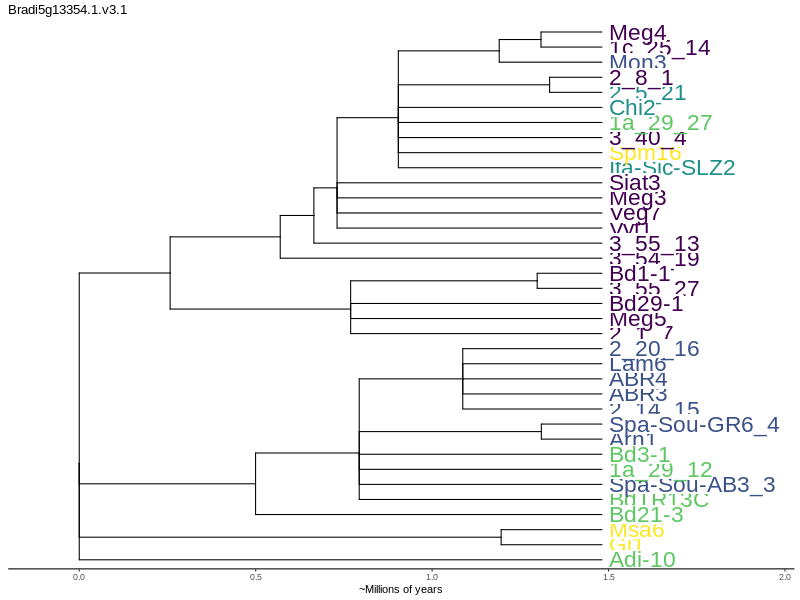 Bradi5g13354.1.v3.1
Meg4
1c_25_14
Mon3
2_8_1
2_5_21
Chi2
1a_29_27
3_40_4
Spm16
Ita-Sic-SLZ2
Siat3
Meg3
Veg7
3_55_13
3_54_19
Bd1-1
3_55_27
Bd29-1
Meg5
2_1_7
2_20_16
Lam6
ABR4
ABR3
2_14_15
Spa-Sou-GR6_4
Arn1
Bd3-1
1a_29_12
Spa-Sou-AB3_3
BdTR13C
Bd21-3
Msa6
Adi-10
0.0 0.5 1.0 1.5 2.0
~Millions of years